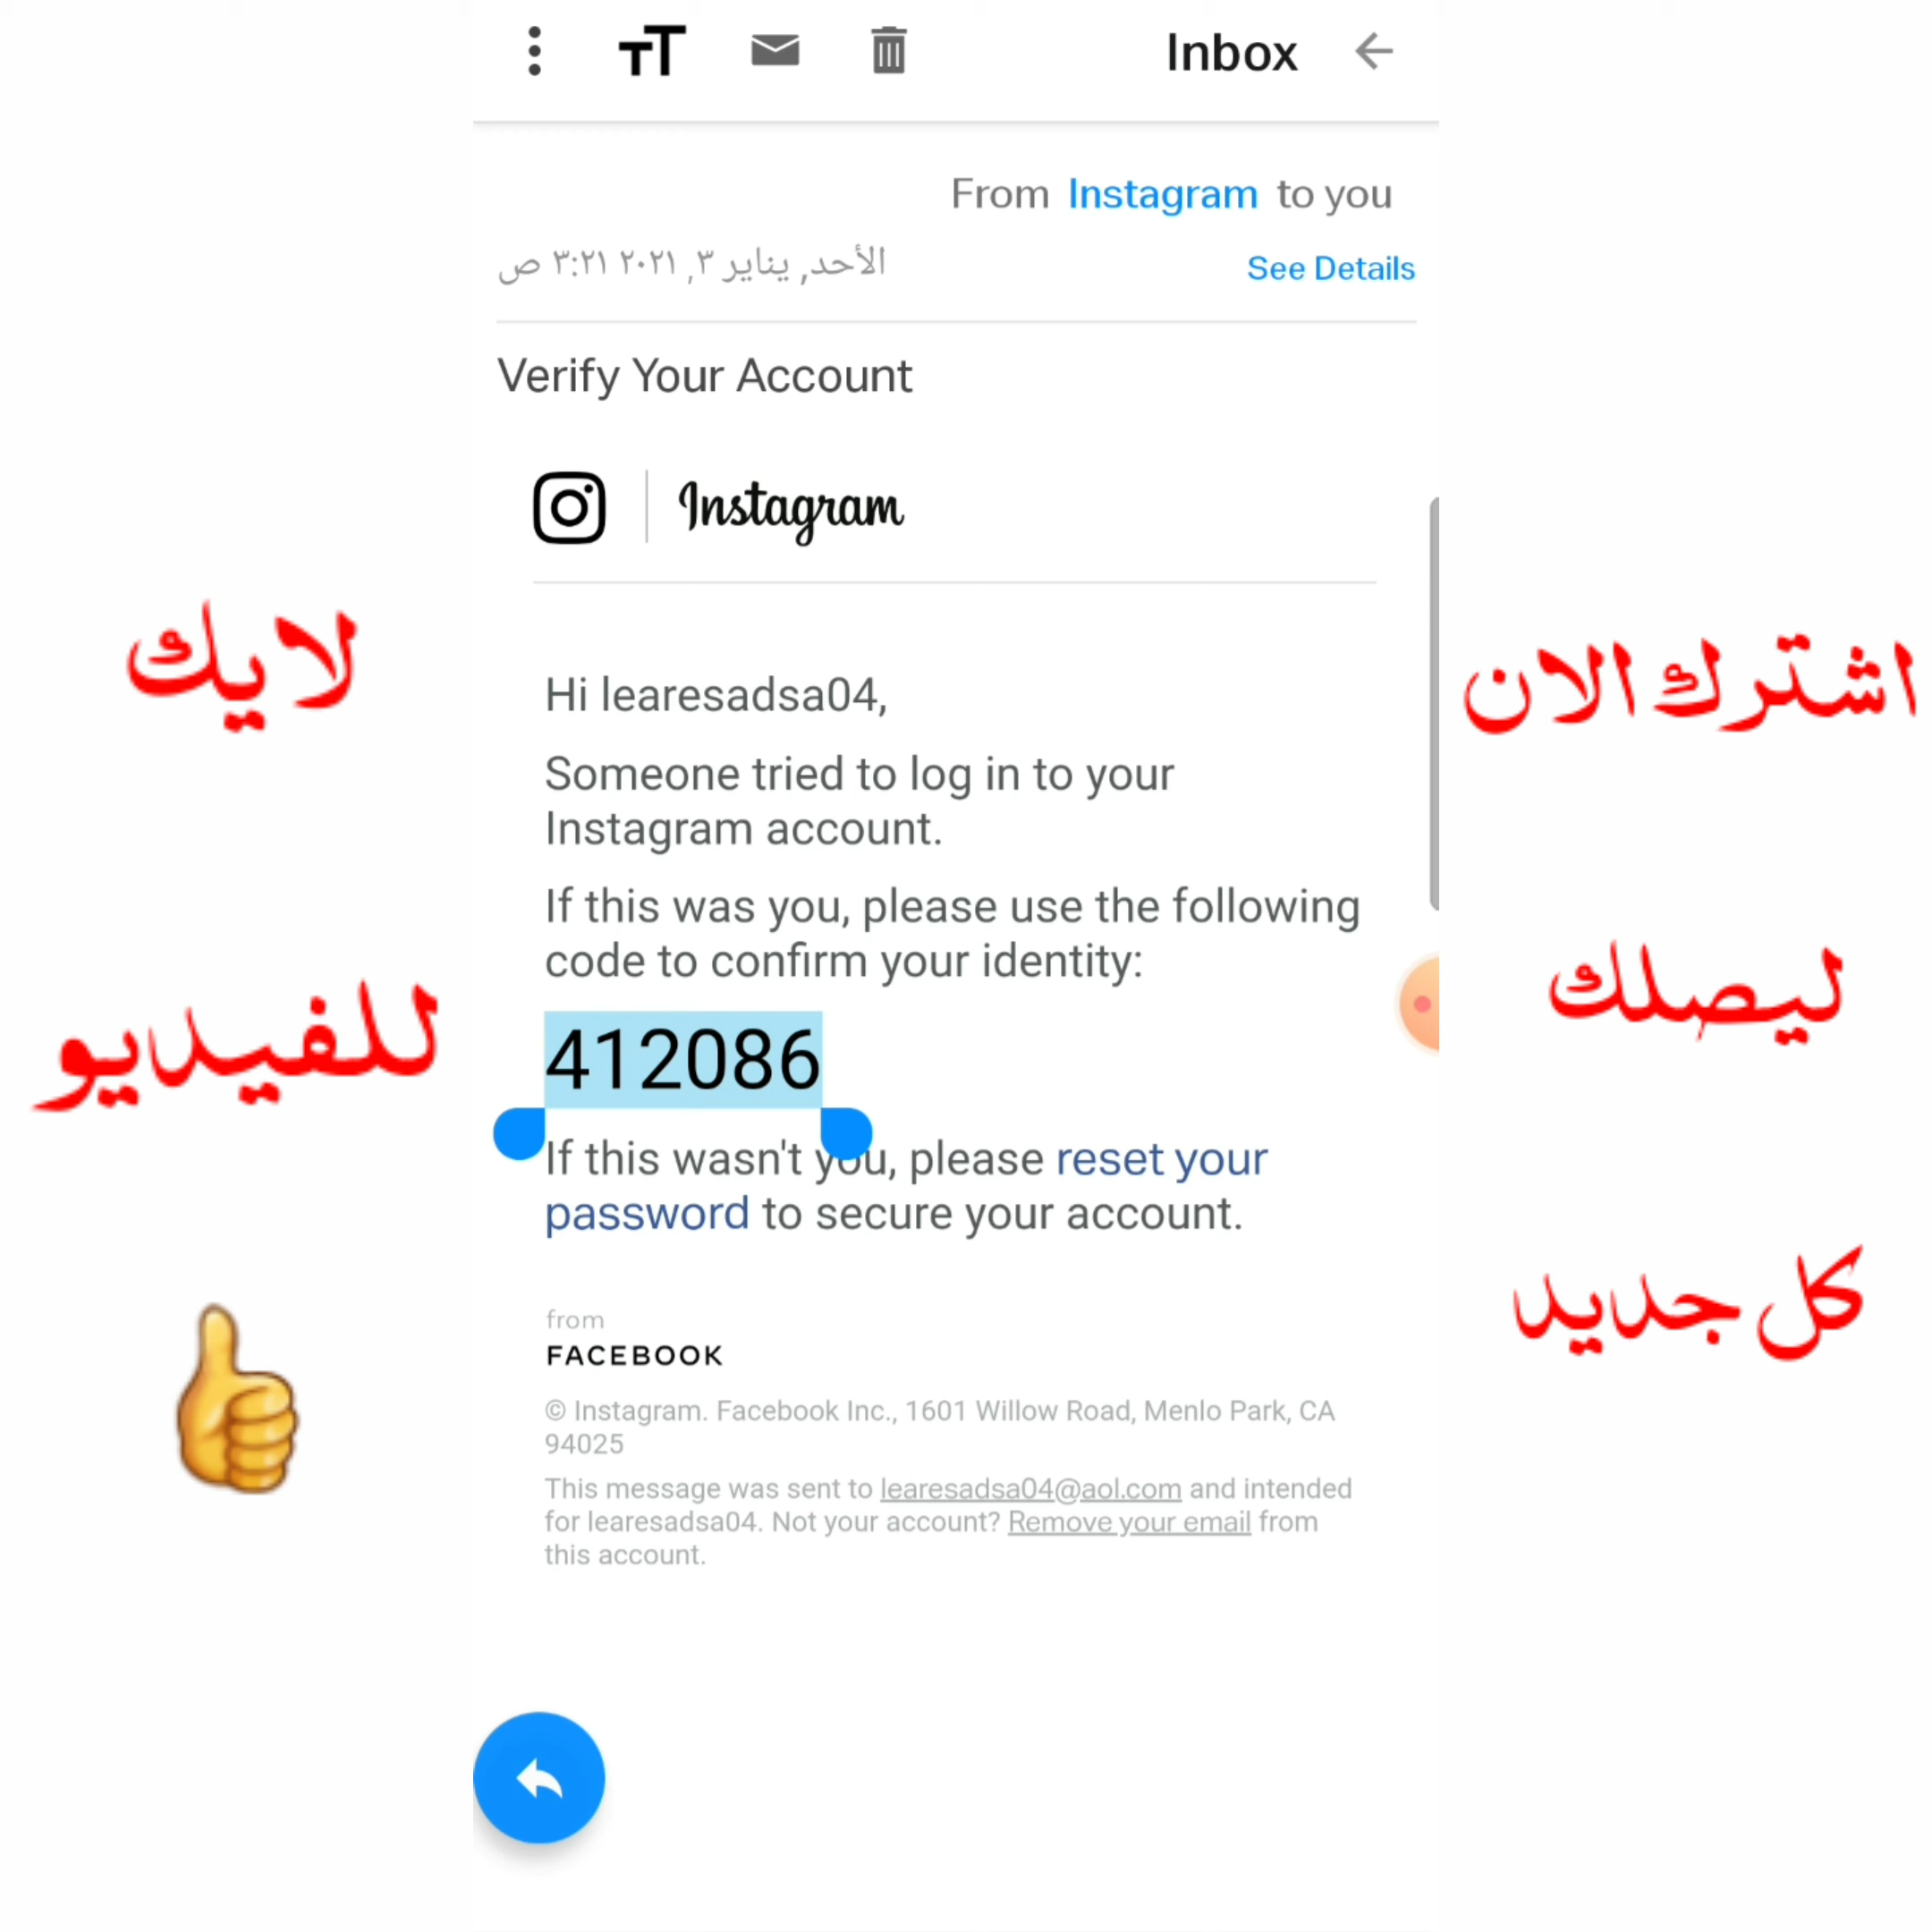 Inbox
From Instagram to you
الأحد, يناير ٣, ٢٠٢١ ٣:٢١ ص
See Details
Verify Your Account
Instagram
Hi learesadsa04,
Someone tried to log in to your
Instagram account.
If this was you, please use the following
code to confirm your identity:
412086
If this wasn't you, please reset your
password to secure your account.
from
FACEBOOK
© Instagram. Facebook Inc., 1601 Willow Road, Menlo Park, CA
94025
This message was sent to learesadsa04@aol.com and intended
for learesadsa04. Not your account? Remove your email from
this account.
اشترك الان
ليصلك
كل جديد
لايك
للفيديو